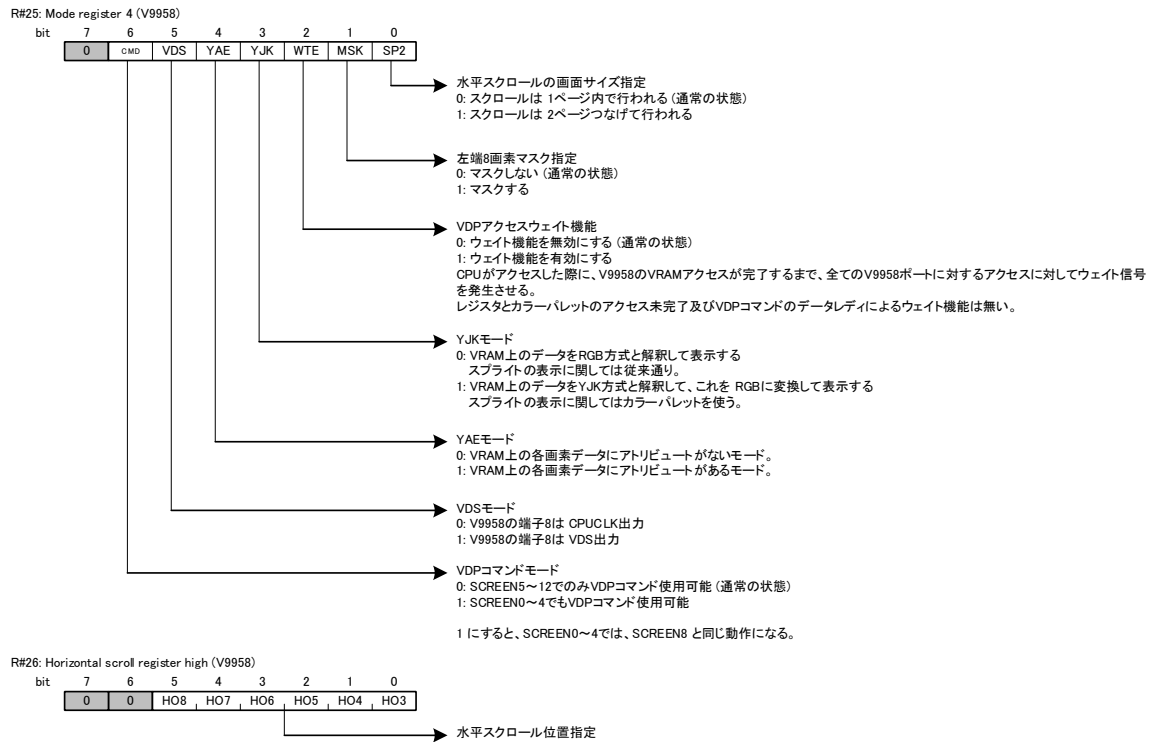 R#25: Mode register 4 (V9958)
bit 7 6 5 4 3 2 1 0
0 CMD VDS YAE YJK WTE MSK SP2
水平スクロールの画面サイズ指定
0: スクロールは 1ページ内で行われる (通常の状態)
1: スクロールは 2ページつなげて行われる
左端8画素マスク指定
0: マスクしない (通常の状態)
1: マスクする
VDPアクセスウェイト機能
0: ウェイト機能を無効にする (通常の状態)
1: ウェイト機能を有効にする
CPUがアクセスした際に、V9958のVRAMアクセスが完了するまで、全てのV9958ポートに対するアクセスに対してウェイト信号
を発生させる。
レジスタとカラーパレットのアクセス未完了及びVDPコマンドのデータレディによるウェイト機能は無い。
YJKモード
0: VRAM上のデータをRGB方式と解釈して表示する
スプライトの表示に関しては従来通り。
1: VRAM上のデータをYJK方式と解釈して、これを RGBに変換して表示する
スプライトの表示に関してはカラーパレットを使う。
YAEモード
0: VRAM上の各画素データにアトリビュートがないモード。
1: VRAM上の各画素データにアトリビュートがあるモード。
VDSモード
0: V9958の端子8は CPUCLK出力
1: V9958の端子8は VDS出力
VDPコマンドモード
0: SCREEN5~12でのみVDPコマンド使用可能 (通常の状態)
1: SCREEN0~4でもVDPコマンド使用可能
1 にすると、SCREEN0~4では、SCREEN8 と同じ動作になる。
R#26: Horizontal scroll register high (V9958)
bit 7 6 5 4 3 2 1 0
0 0 HO8 HO7 HO6 HO5 HO4 HO3
水平スクロール位置指定